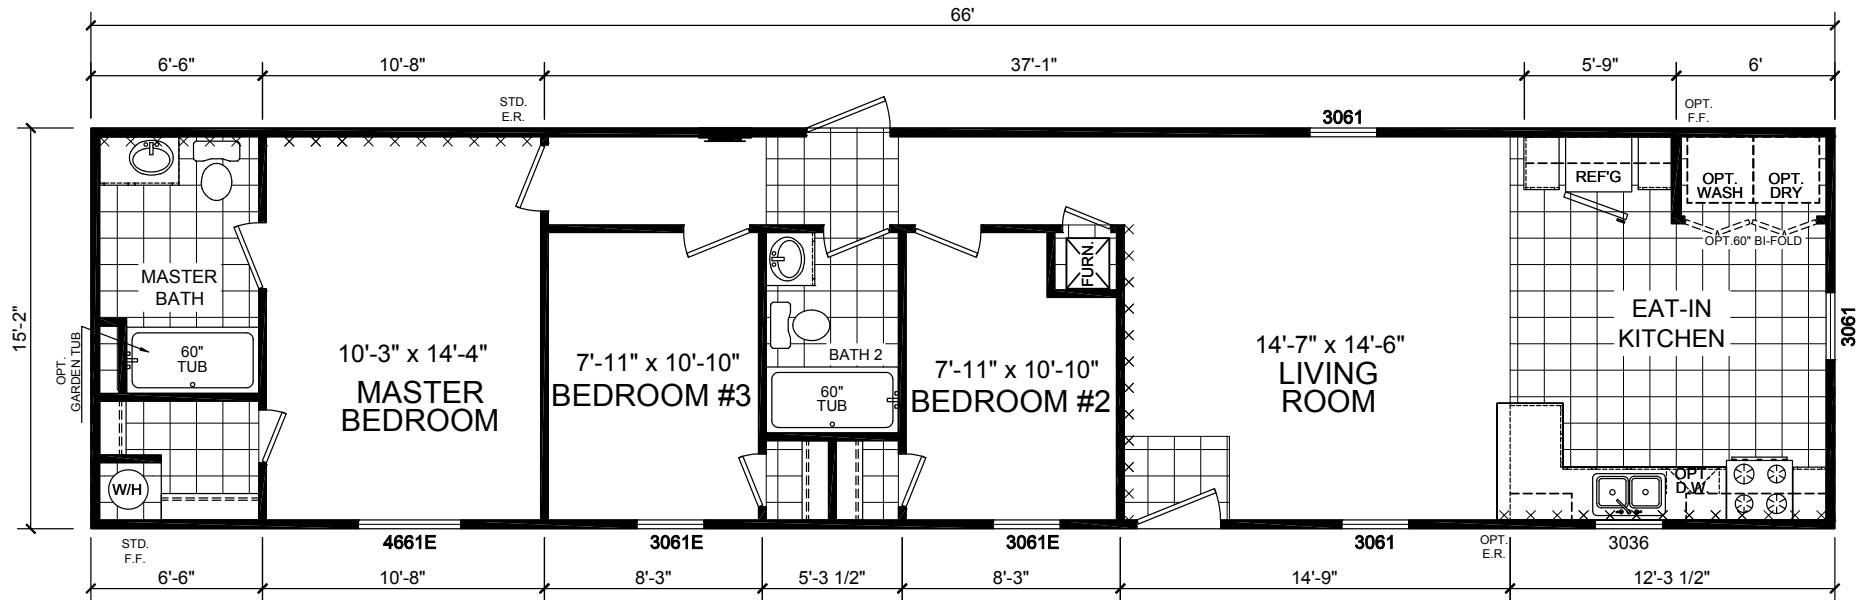 66'
6'-6"
10'-8"
37'-1"
5'-9"
6'
STD.
E.R.
3061
OPT.
F.F.
REF'G
OPT.
WASH
OPT.
DRY
OPT.60" BI-FOLD
15'-2"
MASTER
BATH
OPT.
GARDEN TUB
60"
TUB
W/H
10'-3" x 14'-4"
MASTER
BEDROOM
7'-11" x 10'-10"
BEDROOM #3
BATH 2
60"
TUB
FURN.
7'-11" x 10'-10"
BEDROOM #2
14'-7" x 14'-6"
LIVING
ROOM
EAT-IN
KITCHEN
3061
OPT
D.W
STD.
F.F.
4661E
3061E
3061E
3061
OPT.
E.R.
3036
6'-6"
10'-8"
8'-3"
5'-3 1/2"
8'-3"
14'-9"
12'-3 1/2"